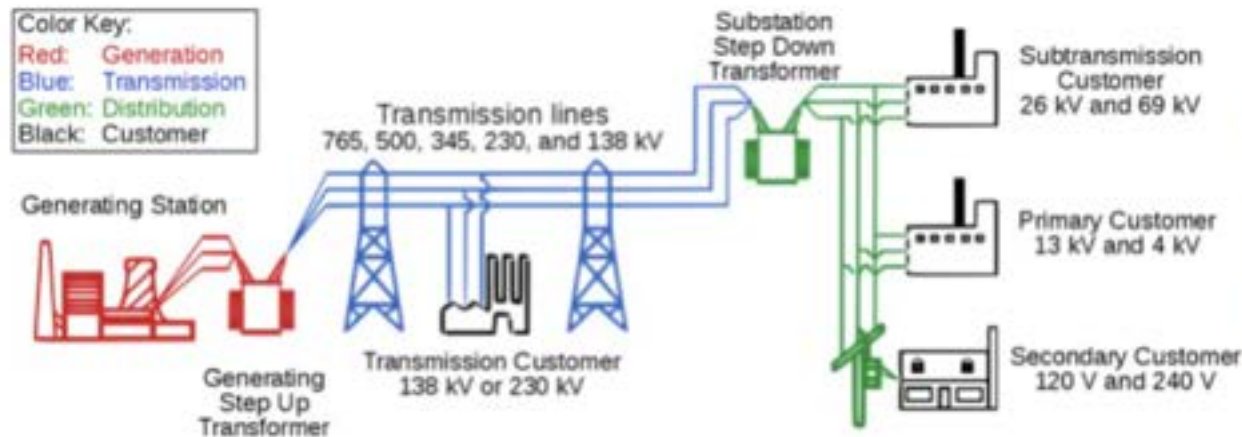 Color Key:
Red: Generation
Blue: Transmission
Green: Distribution
Black: Customer
Generating Station
Generating
Step Up
Transformer
Transmission lines
765, 500, 345, 230, and 138 kV
Transmission Customer
138 kV or 230 kV
Substation
Step Down
Transformer
Subtransmission
Customer
26 kV and 69 kV
Primary Customer
13 kV and 4 kV
Secondary Customer
120 V and 240 V